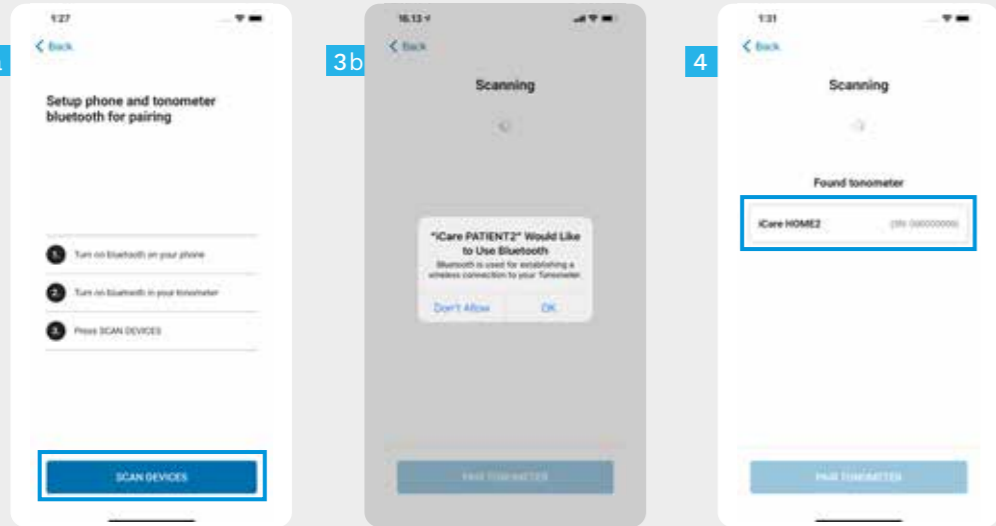 a
1:27
Back
Setup phone and tonometer
bluetooth for pairing
1. Turn on bluetooth on your phone
2. Turn on bluetooth in your tonometer
3. Press SCAN DEVICES
SCAN DEVICES
3b
16.13
Back
Scanning
"iCare PATIENT2" Would Like
to Use Bluetooth
Bluetooth is used for establishing a
wireless connection to your Tonometer.
Don't Allow
OK
PAIR TONOMETER
4
1:31
Back
Scanning
Found tonometer
iCare HOME2
PAIR TONOMETER